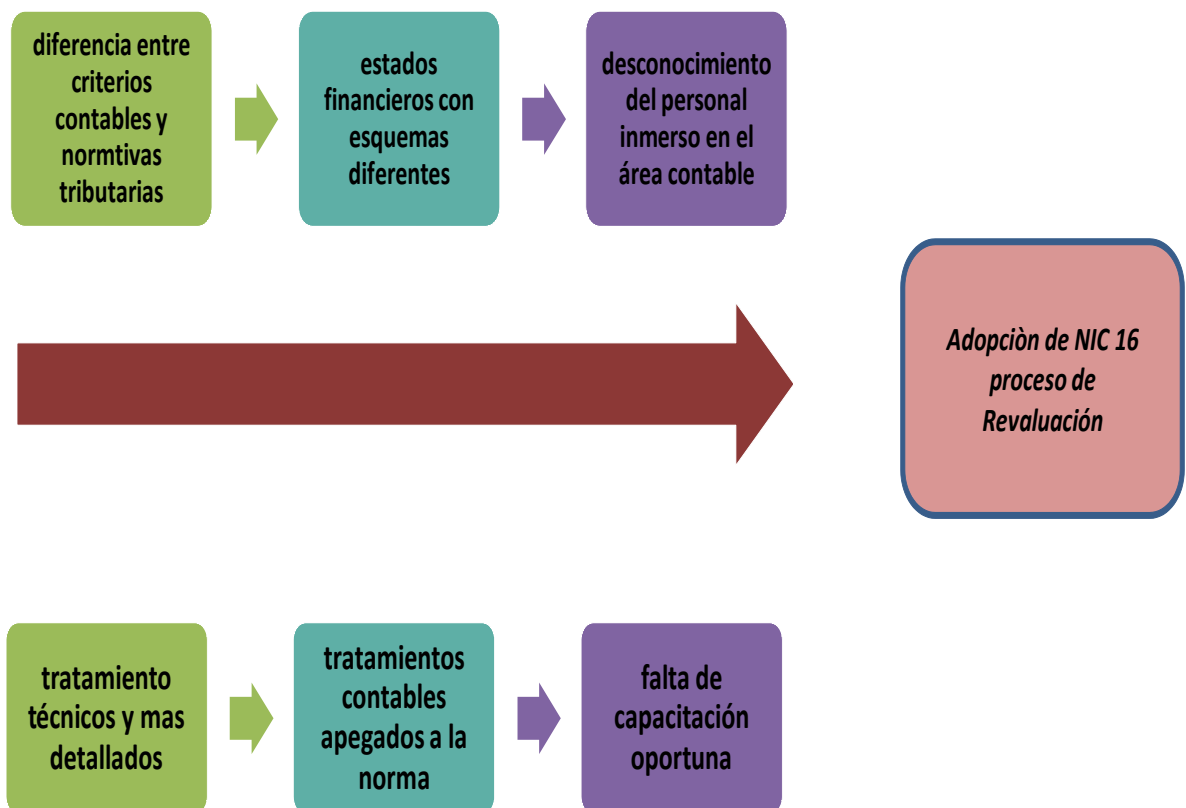 diferencia entre
criterios
contables y
normtivas
tributarias
estados
financieros con
esquemas
diferentes
desconocimiento
del personal
inmerso en el
área contable
Adopciòn de NIC 16
proceso de
Revaluación
tratamiento
técnicos y mas
detallados
tratamientos
contables
apegados a la
norma
falta de
capacitación
oportuna